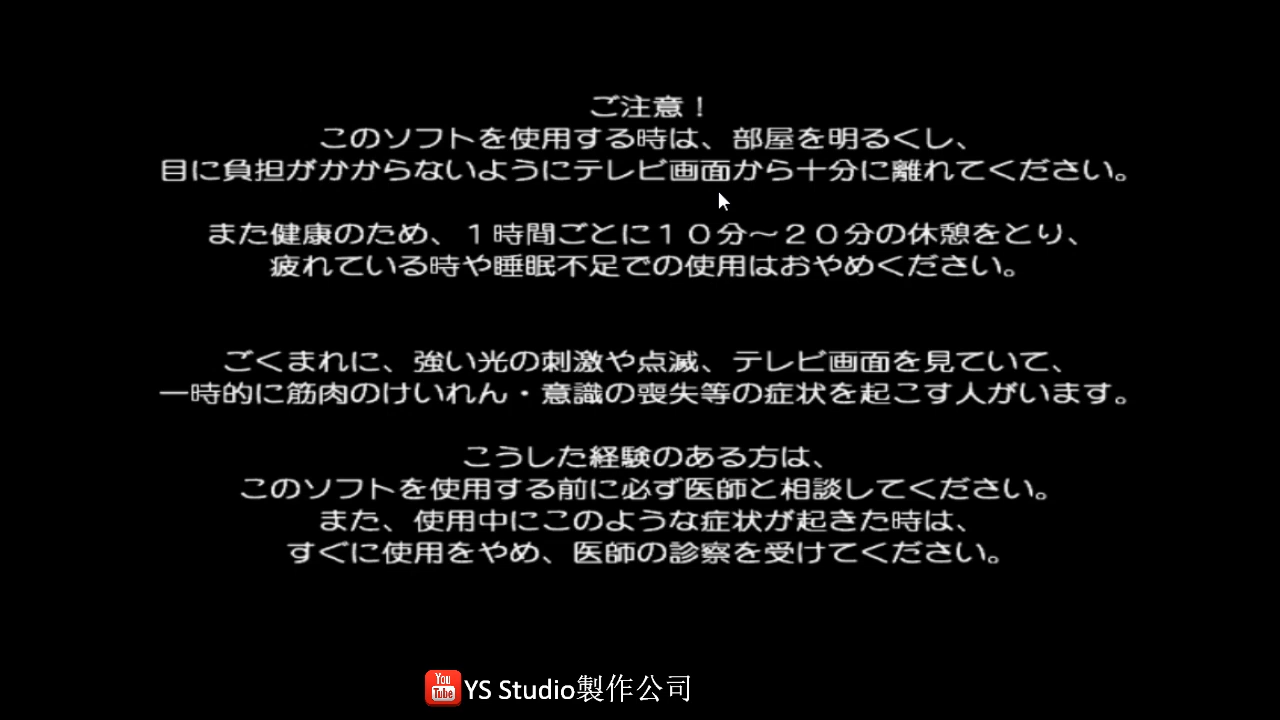 ご注意！
このソフトを使用する時は、部屋を明るくし、
目に負担がかからないようにテレビ画面から十分に離れてください。
また健康のため、１時間ごとに１０分～２０分の休憩をとり、
疲れている時や睡眠不足での使用はおやめください。
ごくまれに、強い光の刺激や点滅、テレビ画面を見ていて、
一時的に筋肉のけいれん・意識の喪失等の症状を起こす人がいます。
こうした経験のある方は、
このソフトを使用する前に必ず医師と相談してください。
また、使用中にこのような症状が起きた時は、
すぐに使用をやめ、医師の診察を受けてください。
You Tube YS Studio製作公司